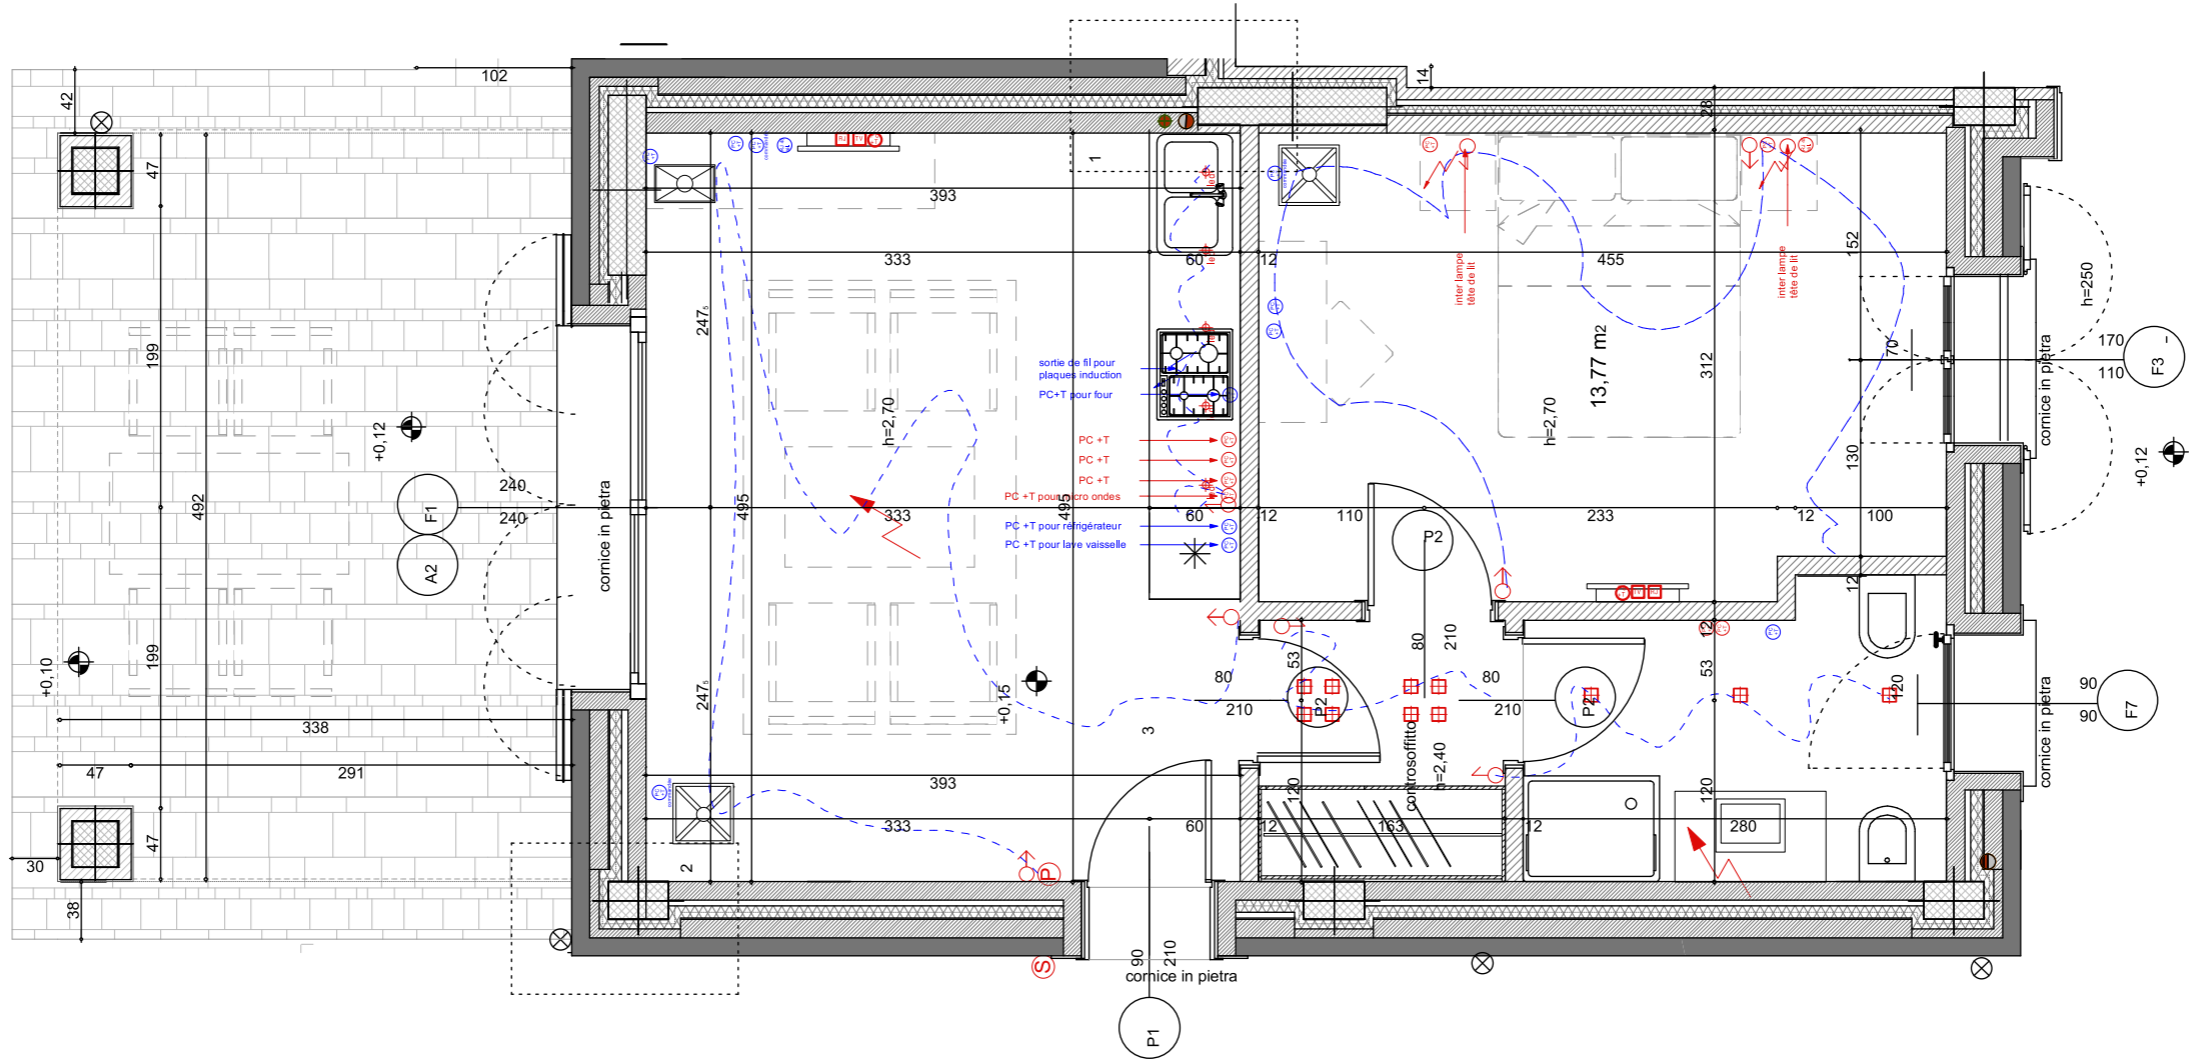 102
14
42
28
47
1
393
152
333
60
12
455
inter lampe
tête de lit
inter lampe
tête de lit
h=250
247,5
199
sortie de fil pour
plaques induction
PC+T pour four
312
13,77 m2
70
170
110
F3
cornice in pietra
h=2,70
h=2,70
+0,12
PC +T
PC +T
PC +T
PC +T pour micro ondes
130
+0,12
240
240
F1
492
495
333
495
60
12
110
233
12
100
PC +T pour réfrigérateur
PC +T pour lave vaisselle
P2
A2
cornice in pietra
12
12
80
210
53
53
199
+0,10
247,5
+0,15
80
210
P2
80
210
P2
120
90
90
F7
cornice in pietra
338
3
controsoffitto
h=2,40
47
291
393
120
120
333
60
12
163
12
280
47
30
2
P
38
S
90
210
cornice in pietra
P1